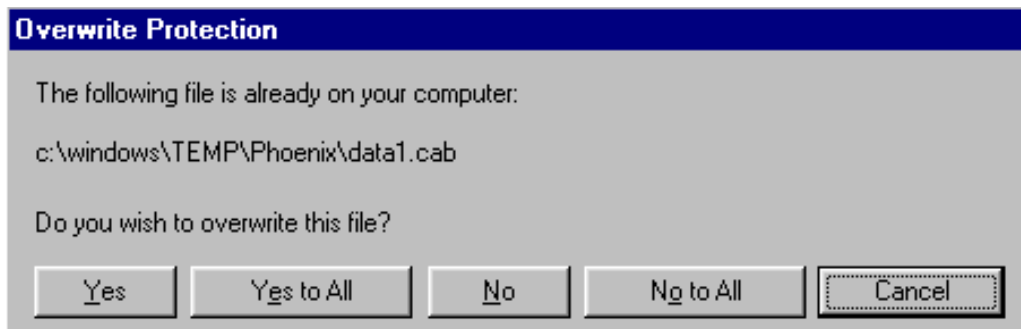 Overwrite Protection
The following file is already on your computer:
c:\windows\TEMP\Phoenix\data1.cab
Do you wish to overwrite this file?
Yes Yes to All No No to All Cancel